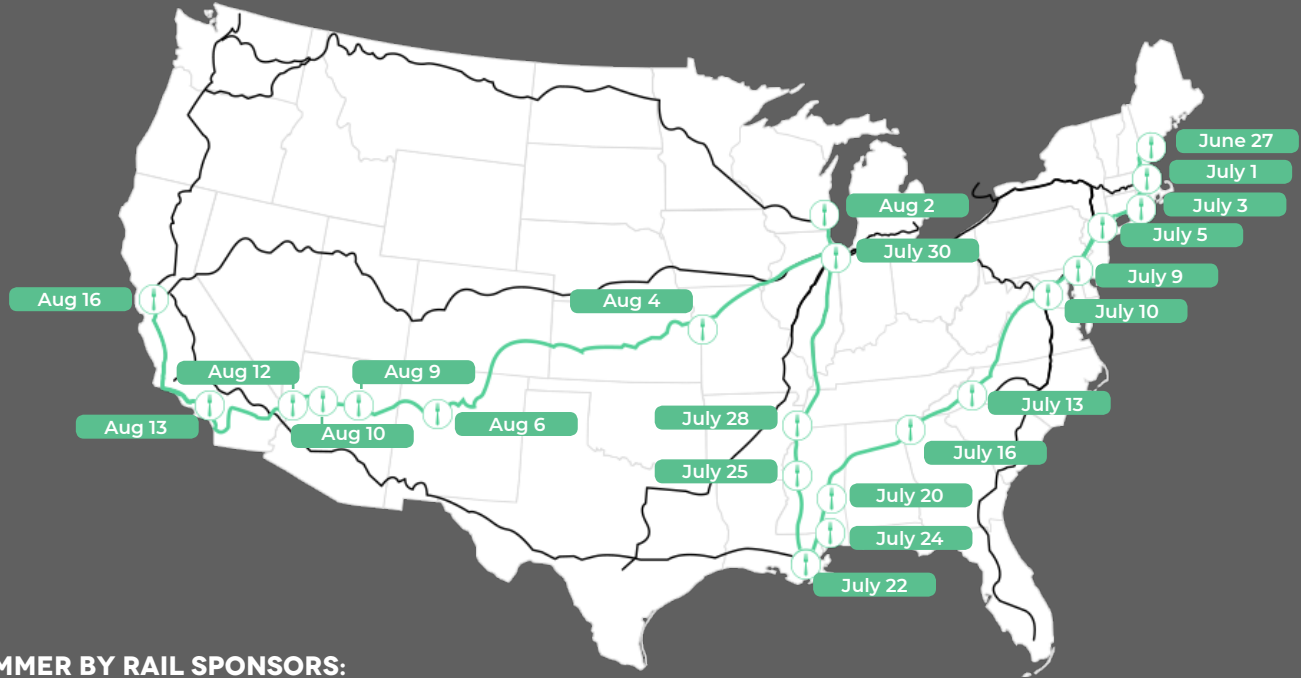 June 27
July 1
July 3
July 5
Aug 2
July 30
July 9
July 10
Aug 16
Aug 4
Aug 12
Aug 9
July 13
Aug 13
Aug 10
Aug 6
July 28
July 16
July 25
July 20
July 24
July 22
MMER BY RAIL SPONSORS: